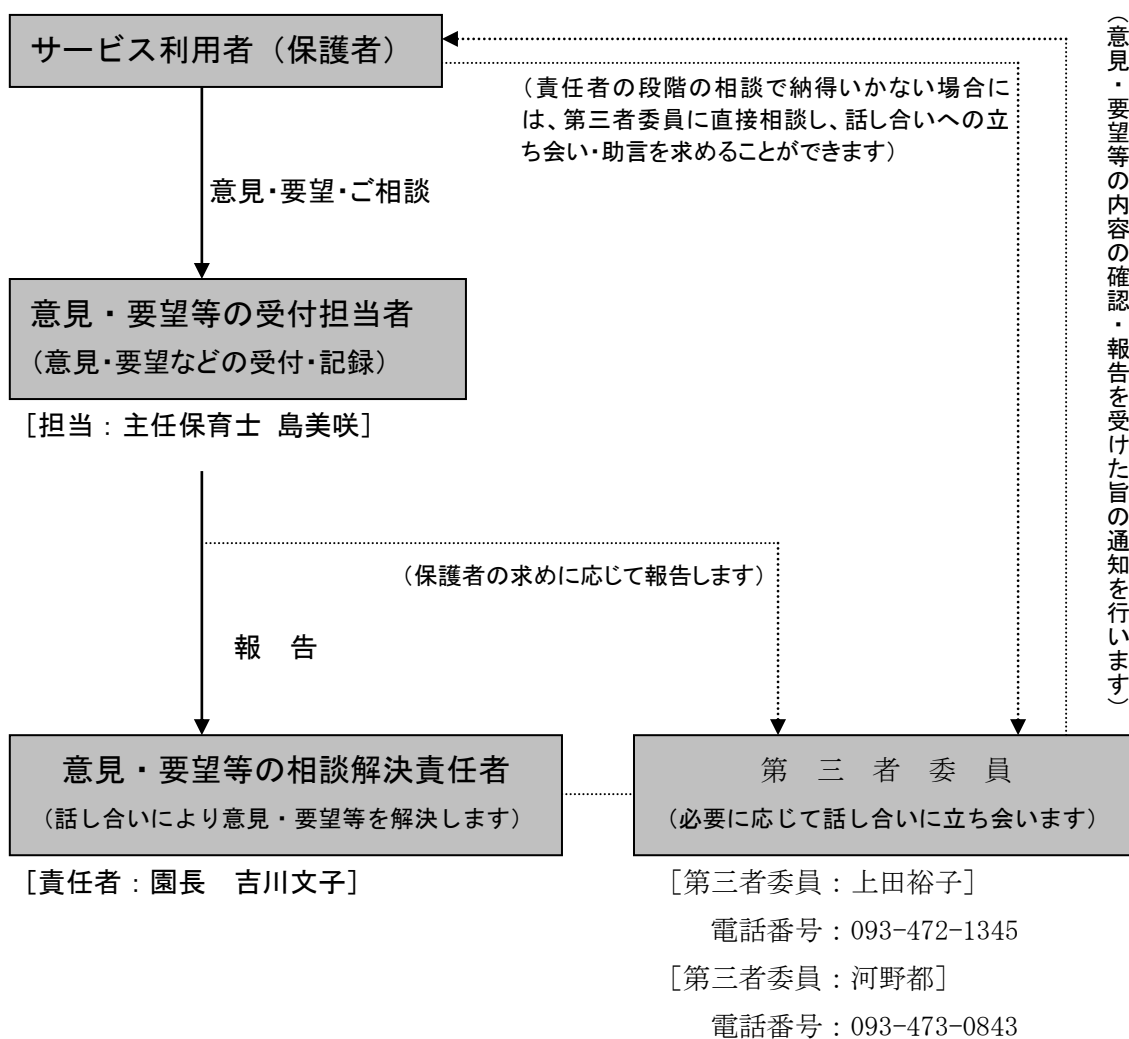 サービス利用者（保護者）
（責任者の段階の相談で納得いかない場合に
は、第三者委員に直接相談し、話し合いへの立
ち会い・助言を求めることができます）
（意見・要望等の内容の確認・報告を受けた旨の通知を行います）
意見・要望・ご相談
意見・要望等の受付担当者
（意見・要望などの受付・記録）
［担当：主任保育士 島美咲］
（保護者の求めに応じて報告します）
報　告
意見・要望等の相談解決責任者
（話し合いにより意見・要望等を解決します）
［責任者：園長　吉川文子］
第　三　者　委　員
（必要に応じて話し合いに立ち会います）
［第三者委員：上田裕子］
電話番号：093-472-1345
［第三者委員：河野都］
電話番号：093-473-0843